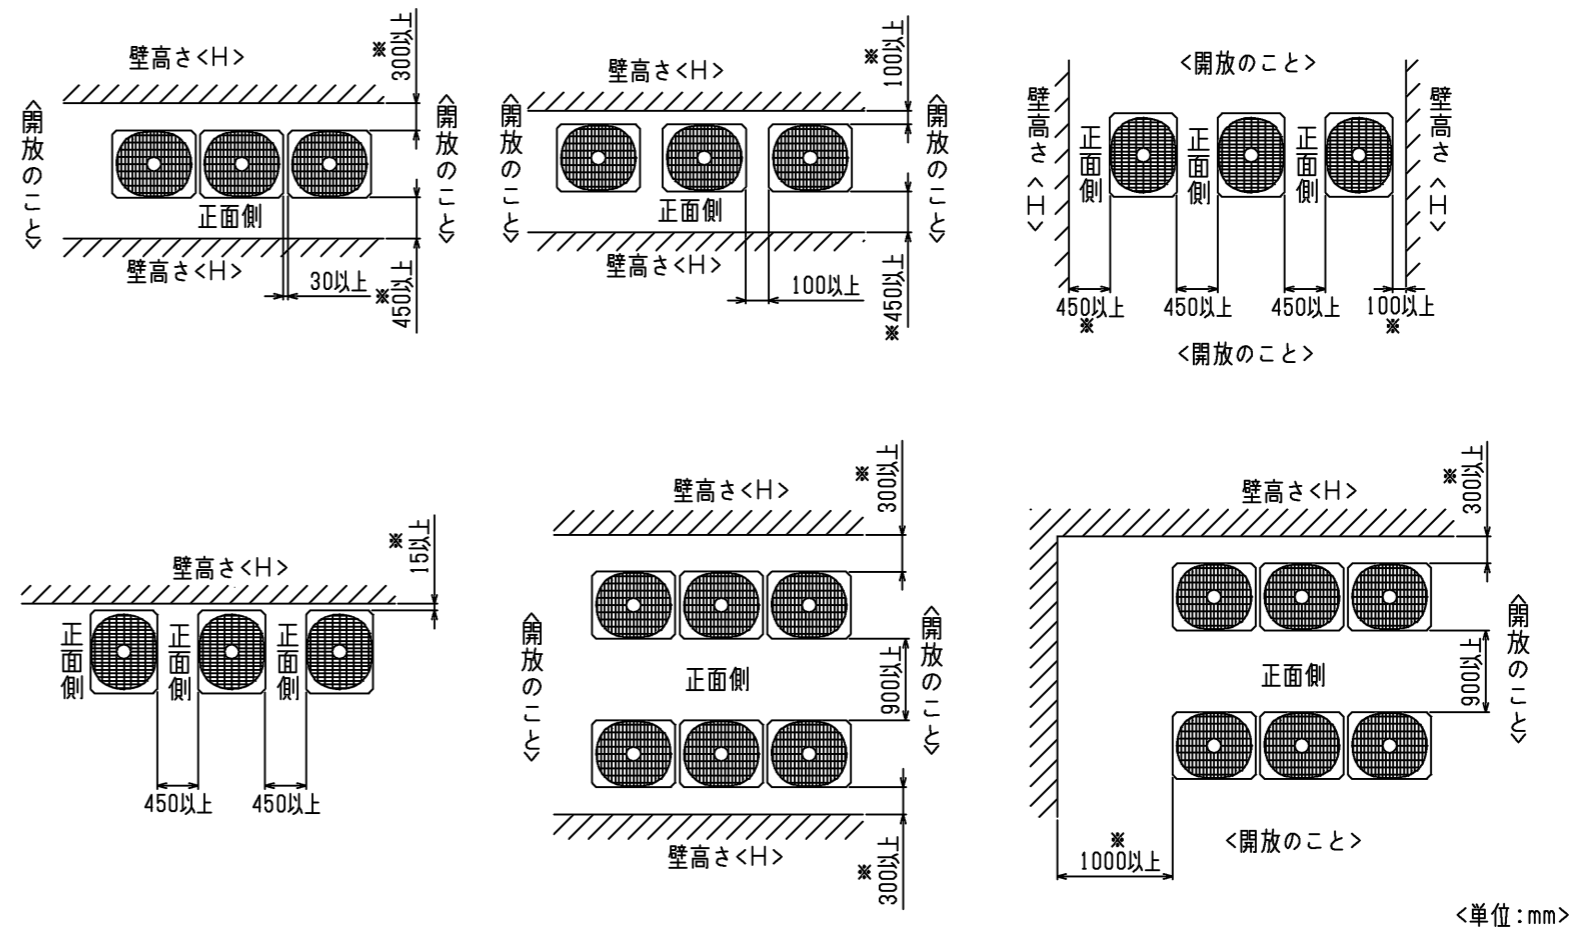 壁高さ<H>
※
300以上
<開放のこと>
<開放のこと>
正面側
壁高さ<H>
30以上
※
450以上
壁高さ<H>
※
100以上
<開放のこと>
<開放のこと>
正面側
壁高さ<H>
100以上
※450以上
<開放のこと>
壁高さ<H>
正面側
正面側
正面側
壁高さ<H>
450以上
※
450以上
450以上
100以上
※
<開放のこと>
壁高さ<H>
※
15以上
正面側
正面側
正面側
450以上
450以上
壁高さ<H>
※
300以上
<開放のこと>
正面側
900以上
<開放のこと>
壁高さ<H>
※
300以上
壁高さ<H>
※
300以上
正面側
900以上
<開放のこと>
※
1000以上
<開放のこと>
<単位:mm>